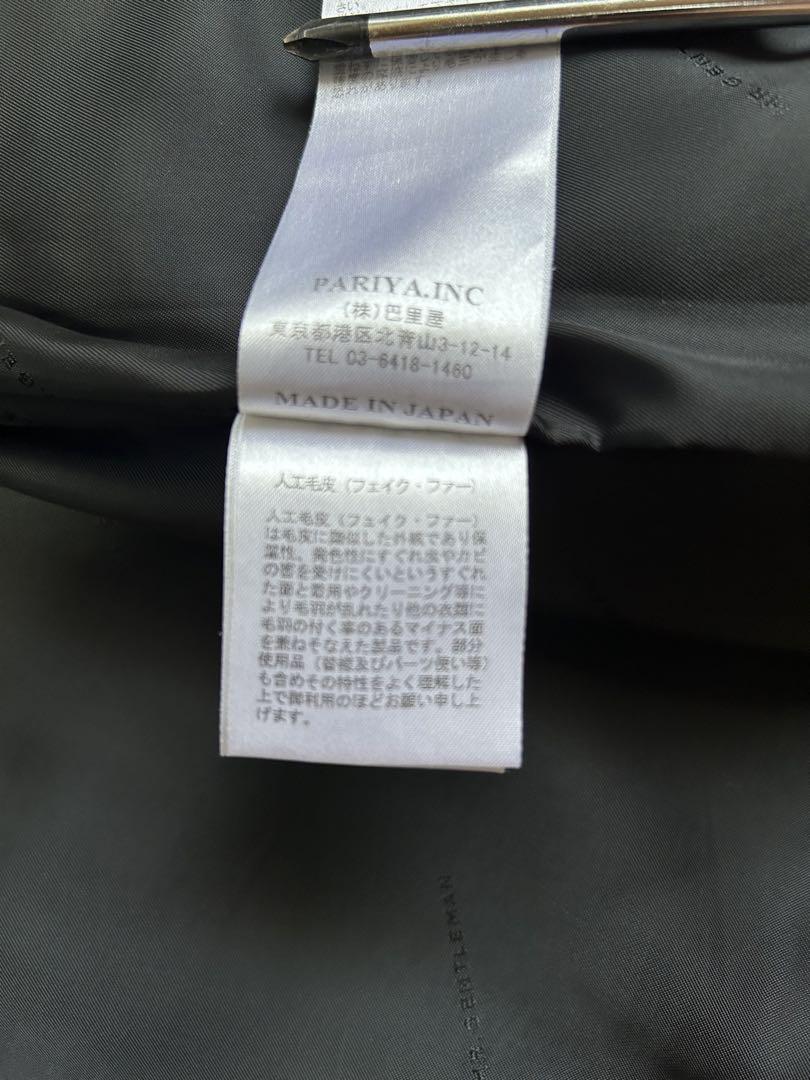 PARIYA.INC
(株)巴里屋
東京都港区北青山3-12-14
TEL 03-6418-1460
MADE IN JAPAN
人工毛皮(フェイク・ファー)
人工毛皮(フェイク・ファー)
は毛皮に類似した外観であり保
温性、発色性にすぐれ虫やカビ
の害を受けにくいというすぐれ
た面と着用やクリーニング等に
より毛羽が乱れたり他の衣類に
毛羽の付く事のあるマイナス面
を兼ねそなえた製品です。部分
使用品(替襟及びパーツ使い等)
も含めその特性をよく理解した
上で御利用のほどお願い申し上
げます。
MR.GENTLEMAN
MR.GEN